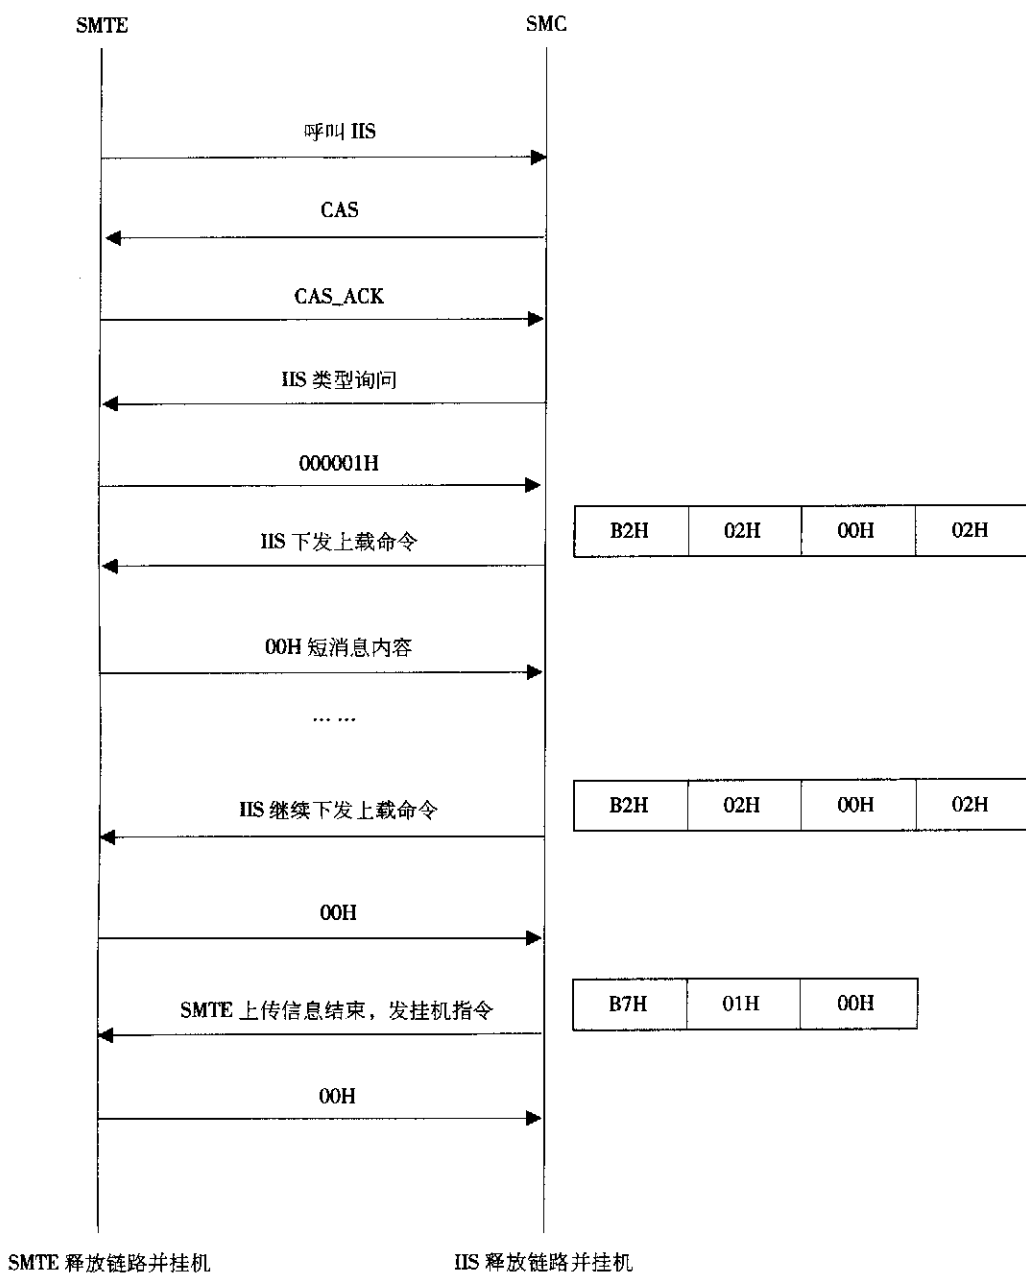 SMTE SMC
呼叫 IIS
CAS
CAS_ACK
IIS 类型询问
000001H
IIS 下发上载命令
B2H 02H 00H 02H
00H 短消息内容
... ...
IIS 继续下发上载命令
B2H 02H 00H 02H
00H
SMTE 上传信息结束，发挂机指令
B7H 01H 00H
00H
SMTE 释放链路并挂机 IIS 释放链路并挂机